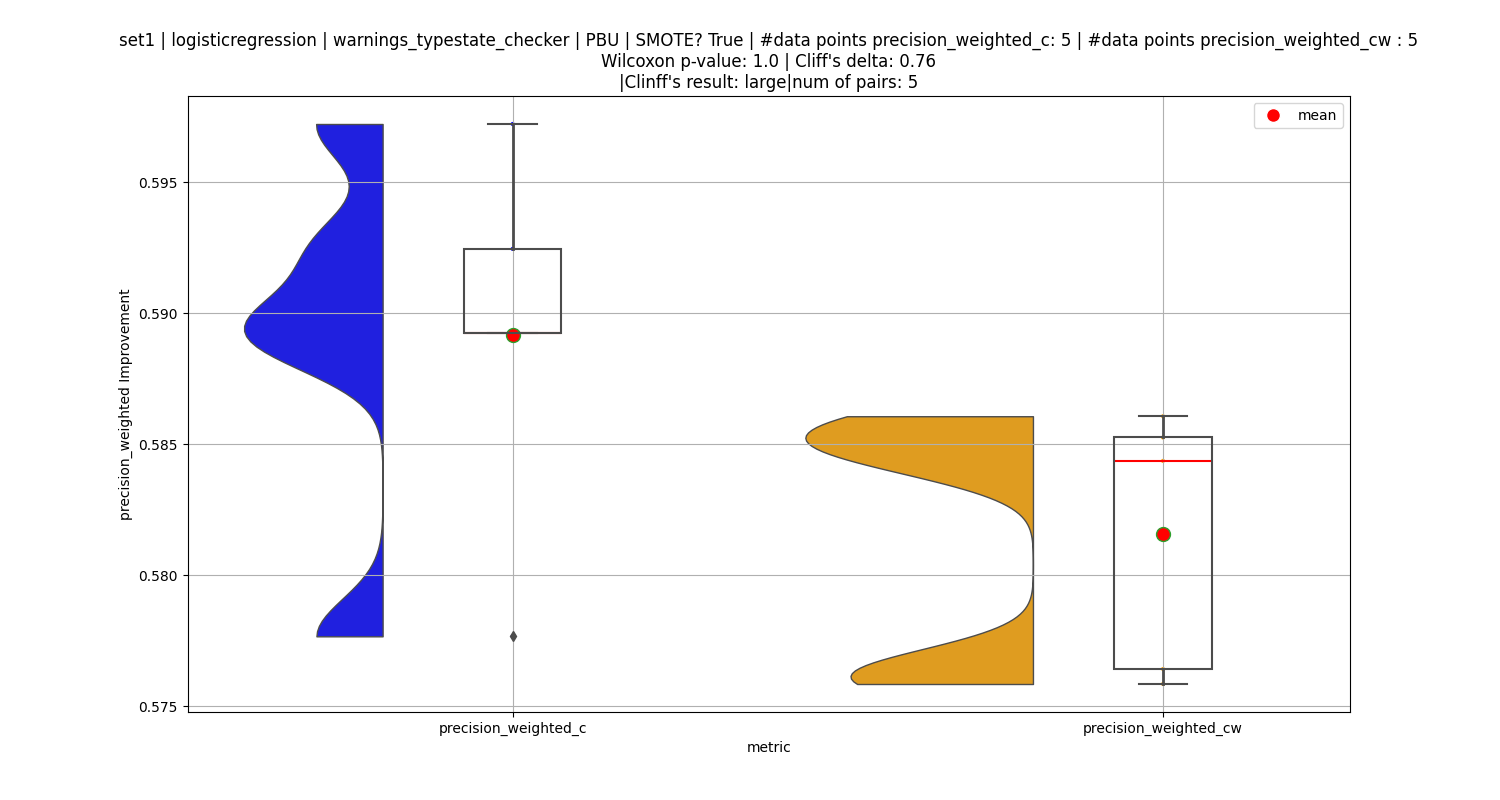 set1 | logisticregression | warnings_typestate_checker | PBU | SMOTE? True | #data points precision_weighted_c: 5 | #data points precision_weighted_cw : 5
Wilcoxon p-value: 1.0 | Cliff's delta: 0.76
|Clinff's result: large|num of pairs: 5
mean
0.595
0.590
0.585
0.580
0.575
precision_weighted Improvement
precision_weighted_c
precision_weighted_cw
metric